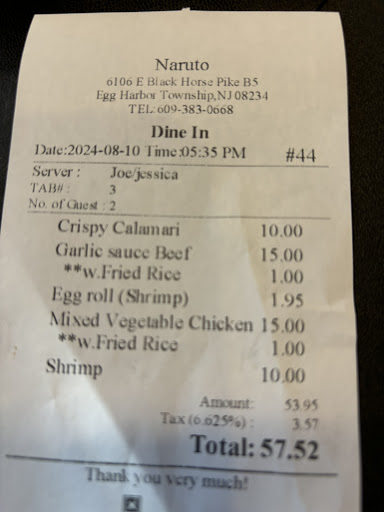 Naruto
6106 E Black Horse Pike B5
Egg Harbor Township,NJ 08234
TEL:609-383-0668
Dine In
Date:2024-08-10 Time:05:35 PM #44
Server : Joe/jessica
TAB# : 3
No. of Guest : 2
Crispy Calamari 10.00
Garlic sauce Beef 15.00
**w.Fried Rice 1.00
Egg roll (Shrimp) 1.95
Mixed Vegetable Chicken 15.00
**w.Fried Rice 1.00
Shrimp 10.00
Amount: 53.95
Tax (6.625%) : 3.57
Total: 57.52
Thank you very much!